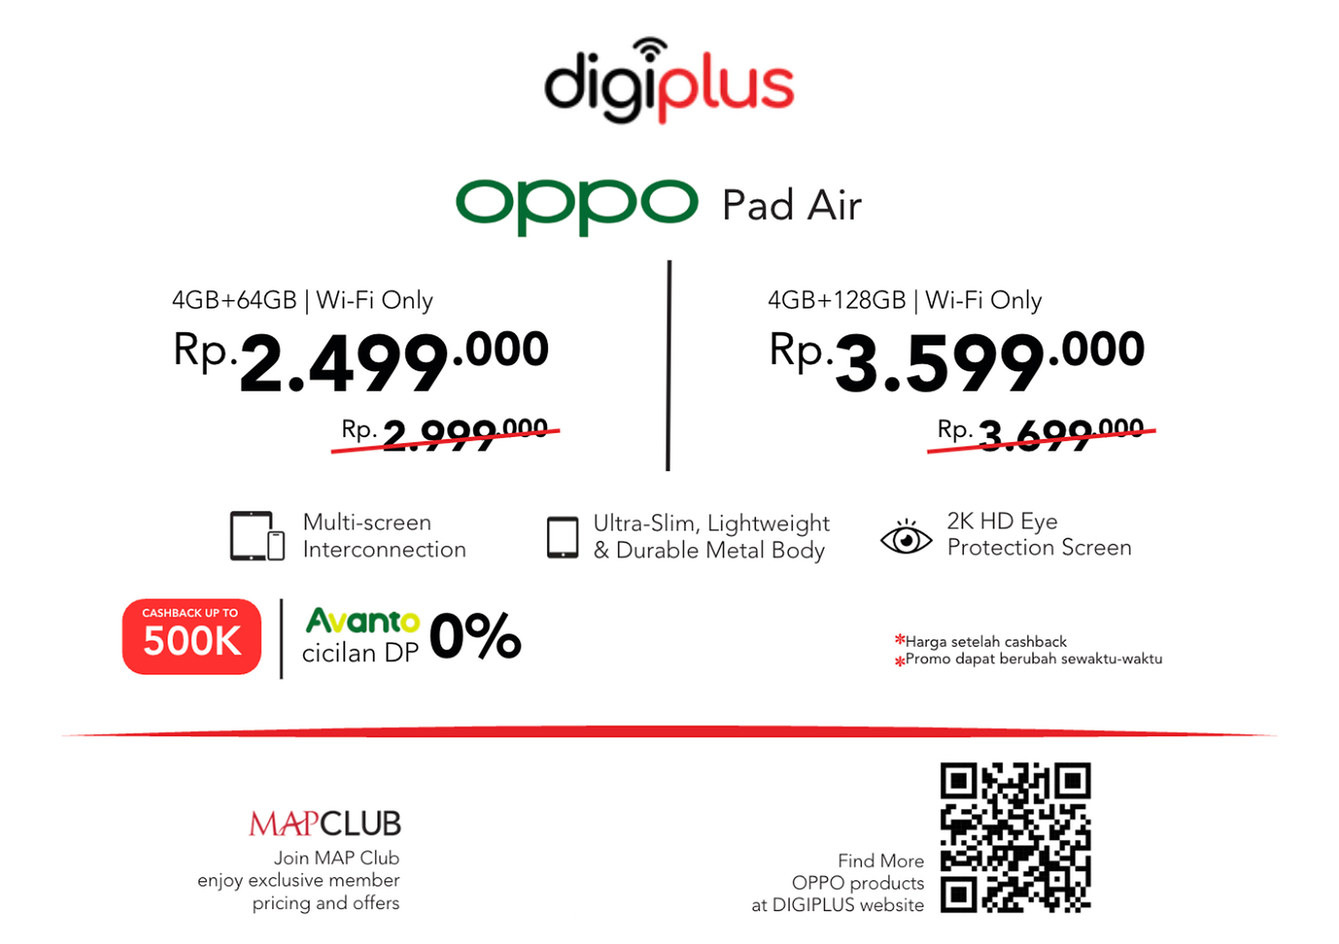 digiplus
oppo Pad Air
4GB+64GB | Wi-Fi Only
Rp.2.499.000
Rp. 2.999.000
4GB+128GB | Wi-Fi Only
Rp.3.599.000
Rp. 3.699.000
Multi-screen
Interconnection
Ultra-Slim, Lightweight
& Durable Metal Body
2K HD Eye
Protection Screen
CASHBACK UP TO
500K
Avanto
cicilan DP 0%
*Harga setelah cashback
*Promo dapat berubah sewaktu-waktu
MAPCLUB
Join MAP Club
enjoy exclusive member
pricing and offers
Find More
OPPO products
at DIGIPLUS website